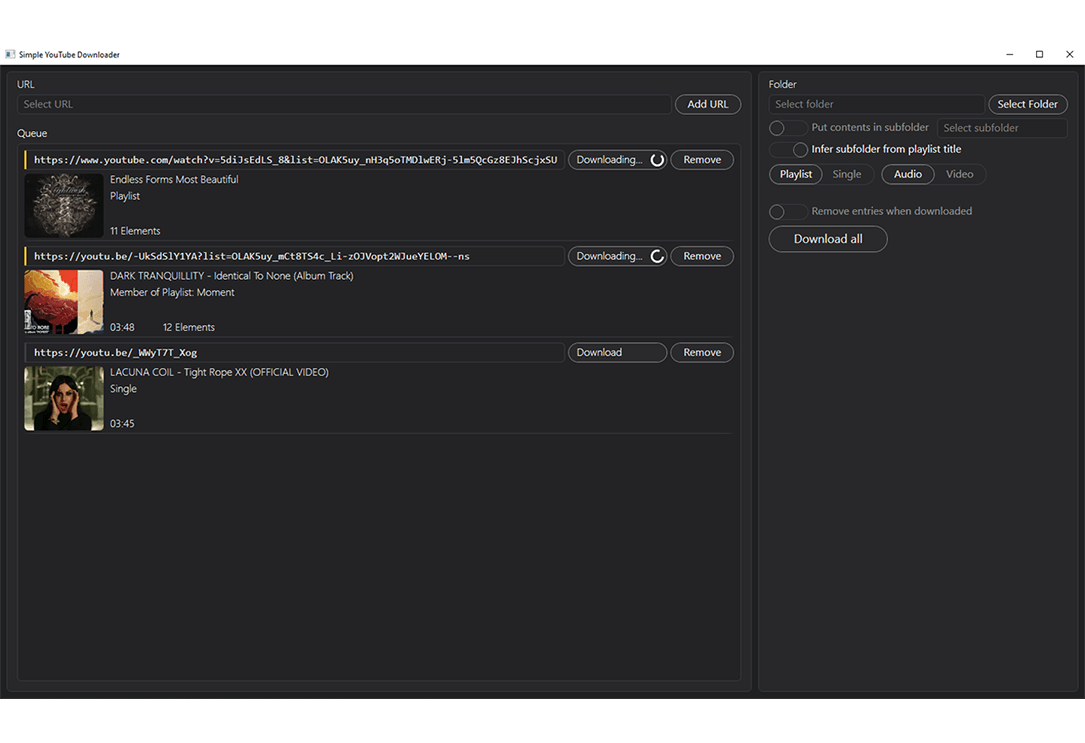 Simple YouTube Downloader
URL
Select URL
Add URL
Queue
https://www.youtube.com/watch?v=5diJsEdLS_8&list=OLAK5uy_nH3q5oTMDlwERj-5lm5QcGz8EJhScjxSU
Downloading...
Remove
Endless Forms Most Beautiful
Playlist
11 Elements
https://youtu.be/-UkSdSlY1YA?list=OLAK5uy_mCt8TS4c_Li-zOJVopt2WJueYELOM--ns
Downloading...
Remove
DARK TRANQUILLITY - Identical To None (Album Track)
Member of Playlist: Moment
03:48 12 Elements
https://youtu.be/_WWyT7T_Xog
Download
Remove
LACUNA COIL - Tight Rope XX (OFFICIAL VIDEO)
Single
03:45
Folder
Select folder
Select Folder
Put contents in subfolder
Select subfolder
Infer subfolder from playlist title
Playlist Single Audio Video
Remove entries when downloaded
Download all